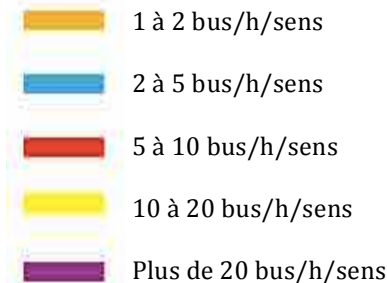 1 à 2 bus/h/sens
2 à 5 bus/h/sens
5 à 10 bus/h/sens
10 à 20 bus/h/sens
Plus de 20 bus/h/sens